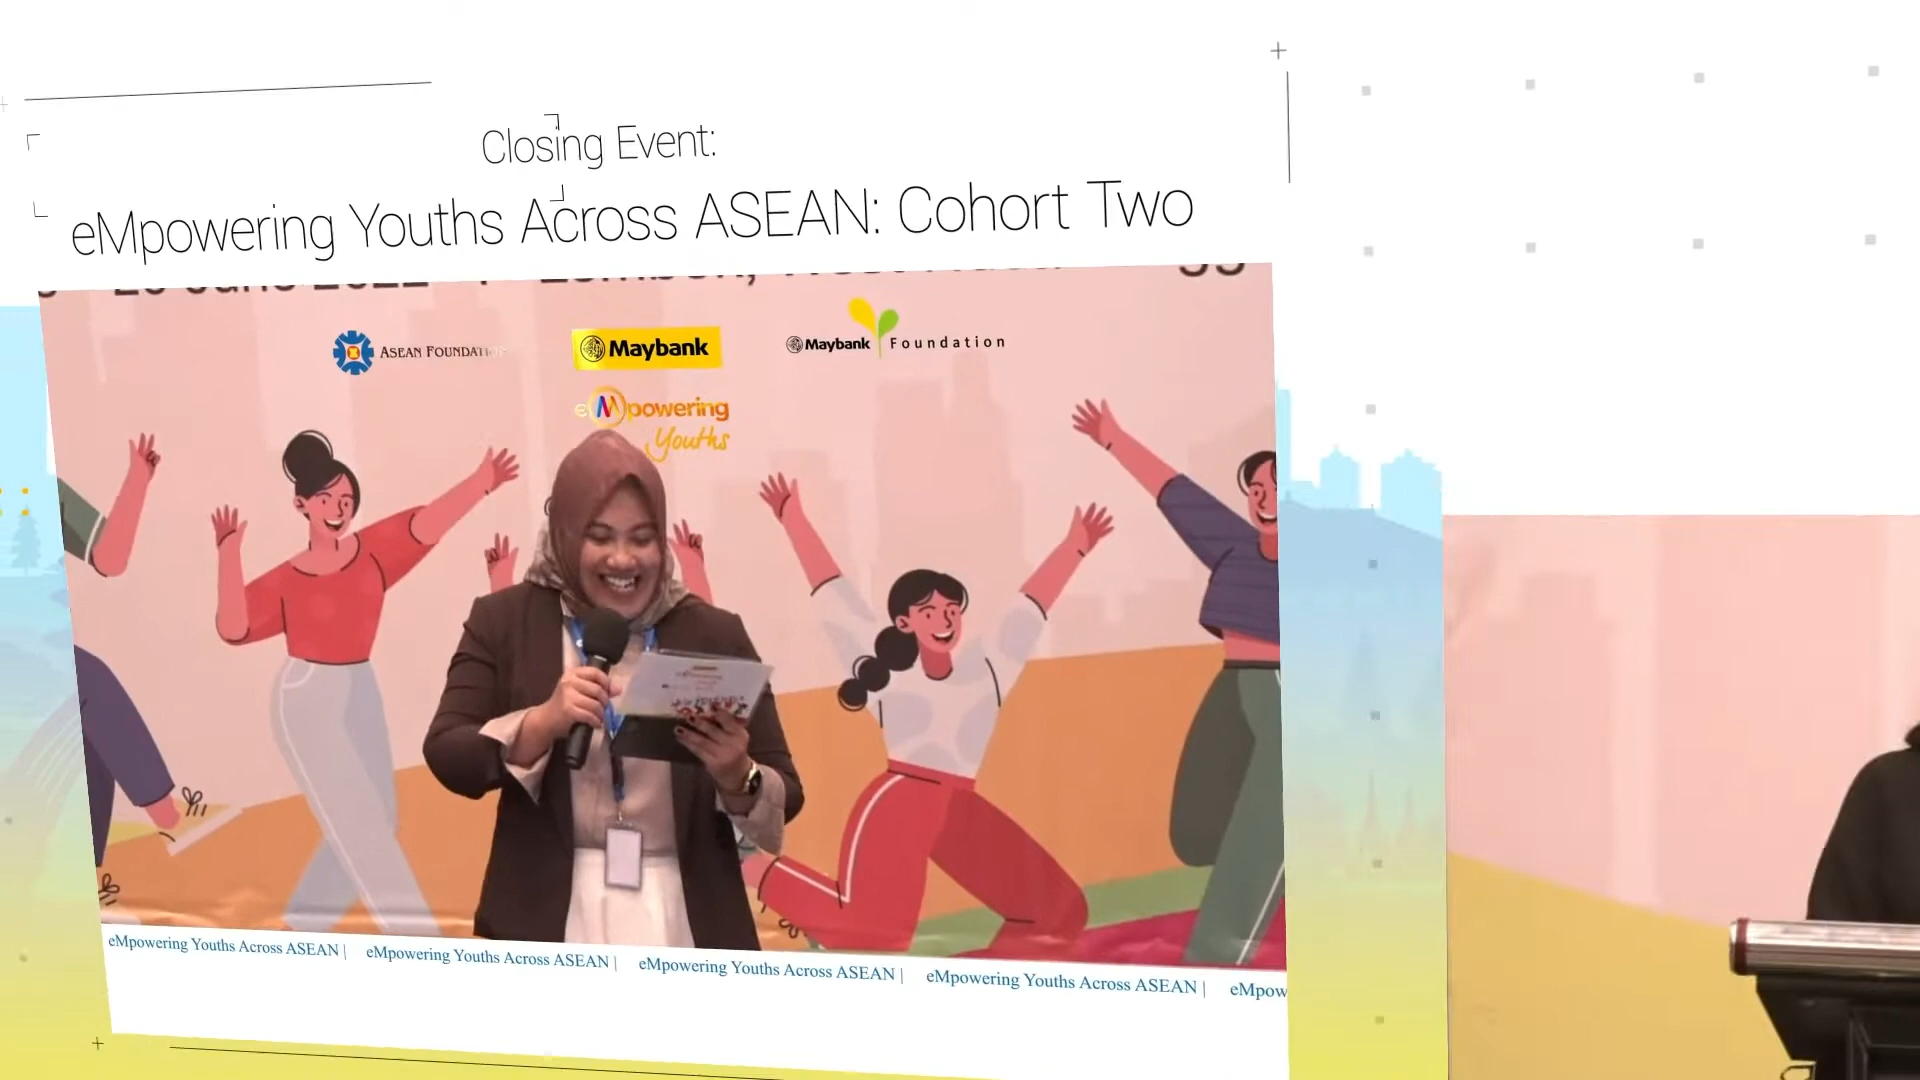 Closing Event:
eMpowering Youths Across ASEAN: Cohort Two
ASEAN FOUNDATION
Maybank
Maybank Foundation
eMpowering
Youths
eMpowering Youths Across ASEAN | eMpowering Youths Across ASEAN | eMpowering Youths Across ASEAN | eMpowering Youths Across ASEAN | eMpow